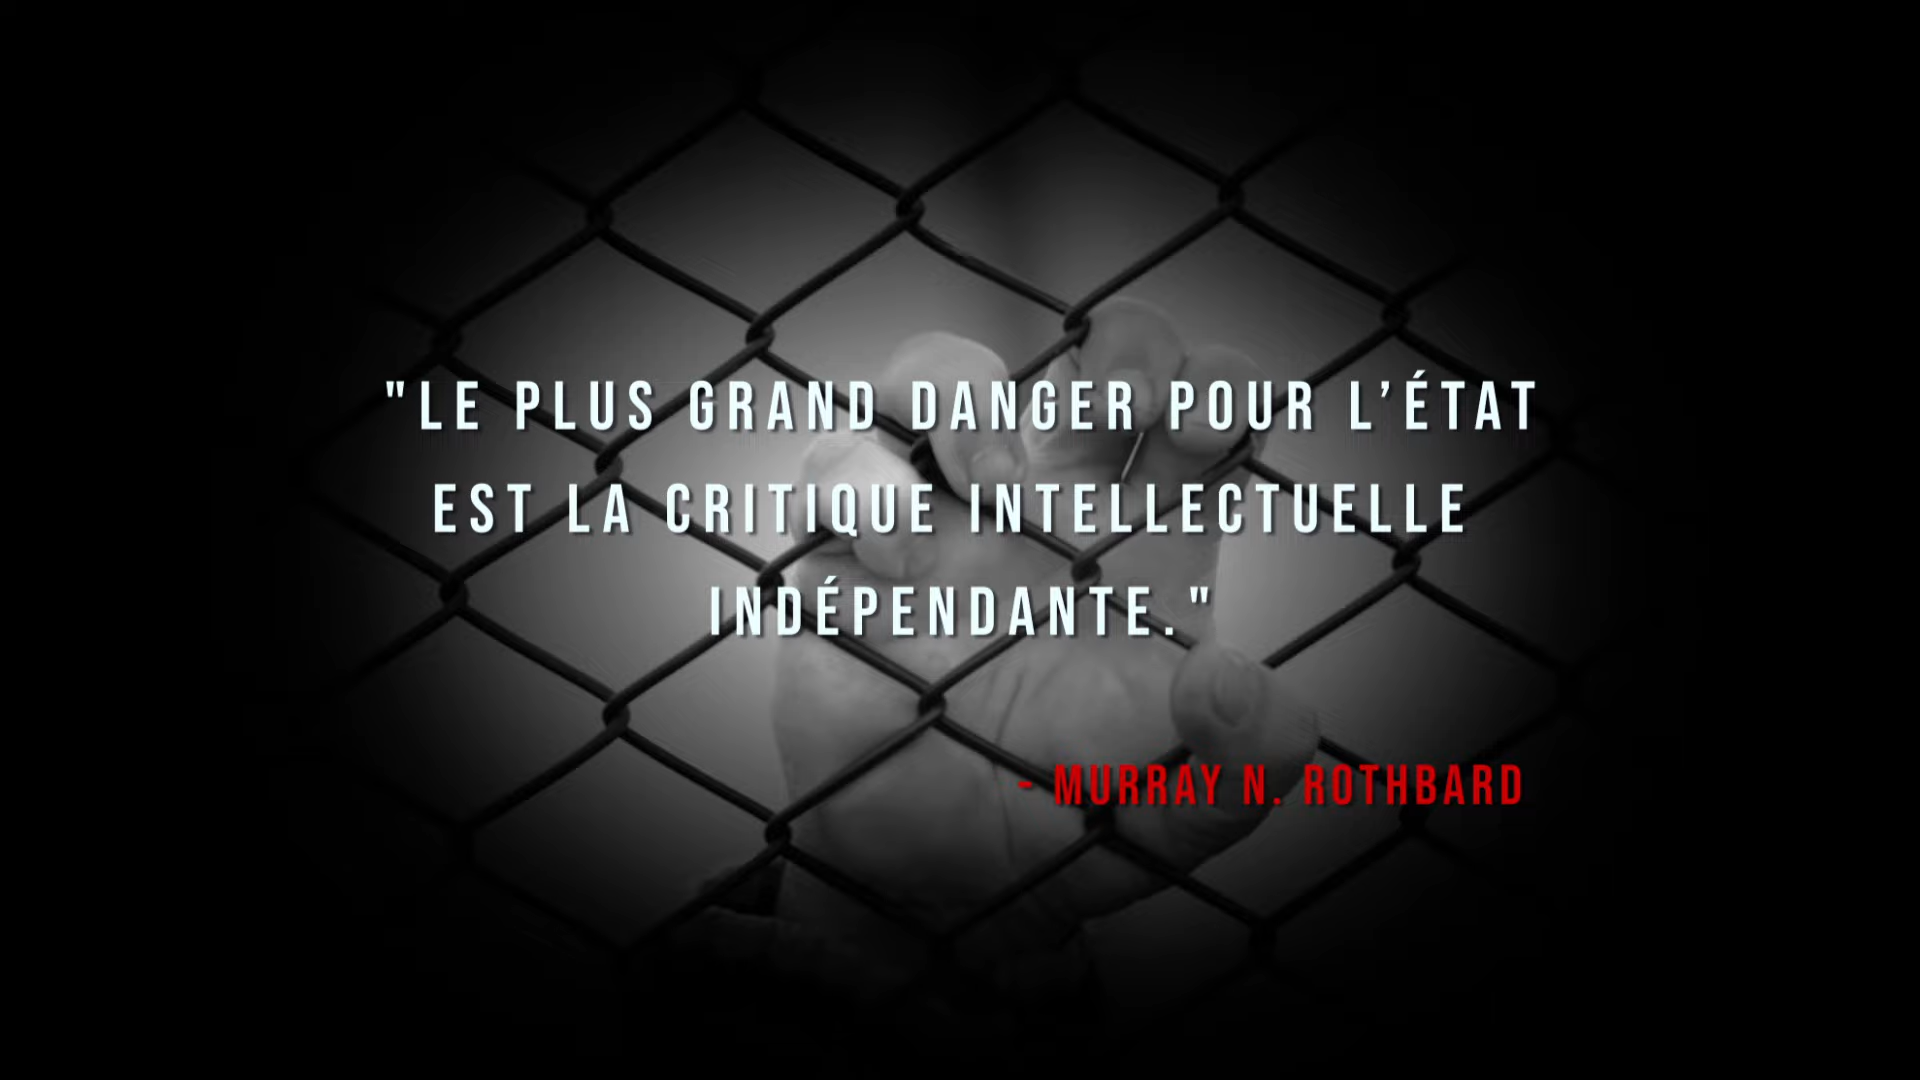 "LE PLUS GRAND DANGER POUR L’ÉTAT
EST LA CRITIQUE INTELLECTUELLE
INDÉPENDANTE."
- MURRAY N. ROTHBARD